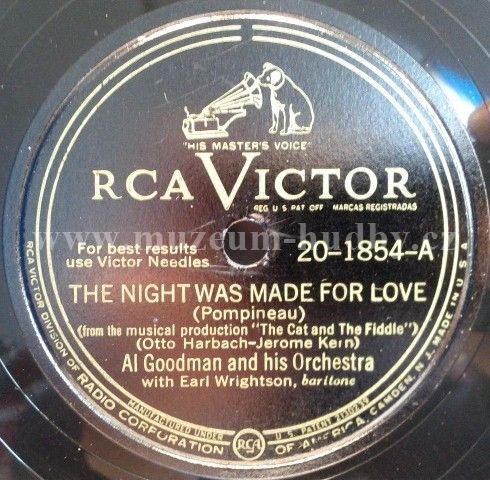 "HIS MASTER'S VOICE"
RCA VICTOR
REG. U.S. PAT. OFF. MARCAS REGISTRADAS
www.muzeum-hudby.cz
For best results
use Victor Needles
20-1854-A
THE NIGHT WAS MADE FOR LOVE
(Pompineau)
(from the musical production "The Cat and The Fiddle")
(Otto Harbach-Jerome Kern)
Al Goodman and his Orchestra
with Earl Wrightson, baritone
MANUFACTURED UNDER
RCA
U.S. PATENT 2130239
RCA VICTOR DIVISION OF RADIO CORPORATION OF AMERICA, CAMDEN, N. J. MADE IN U.S.A.